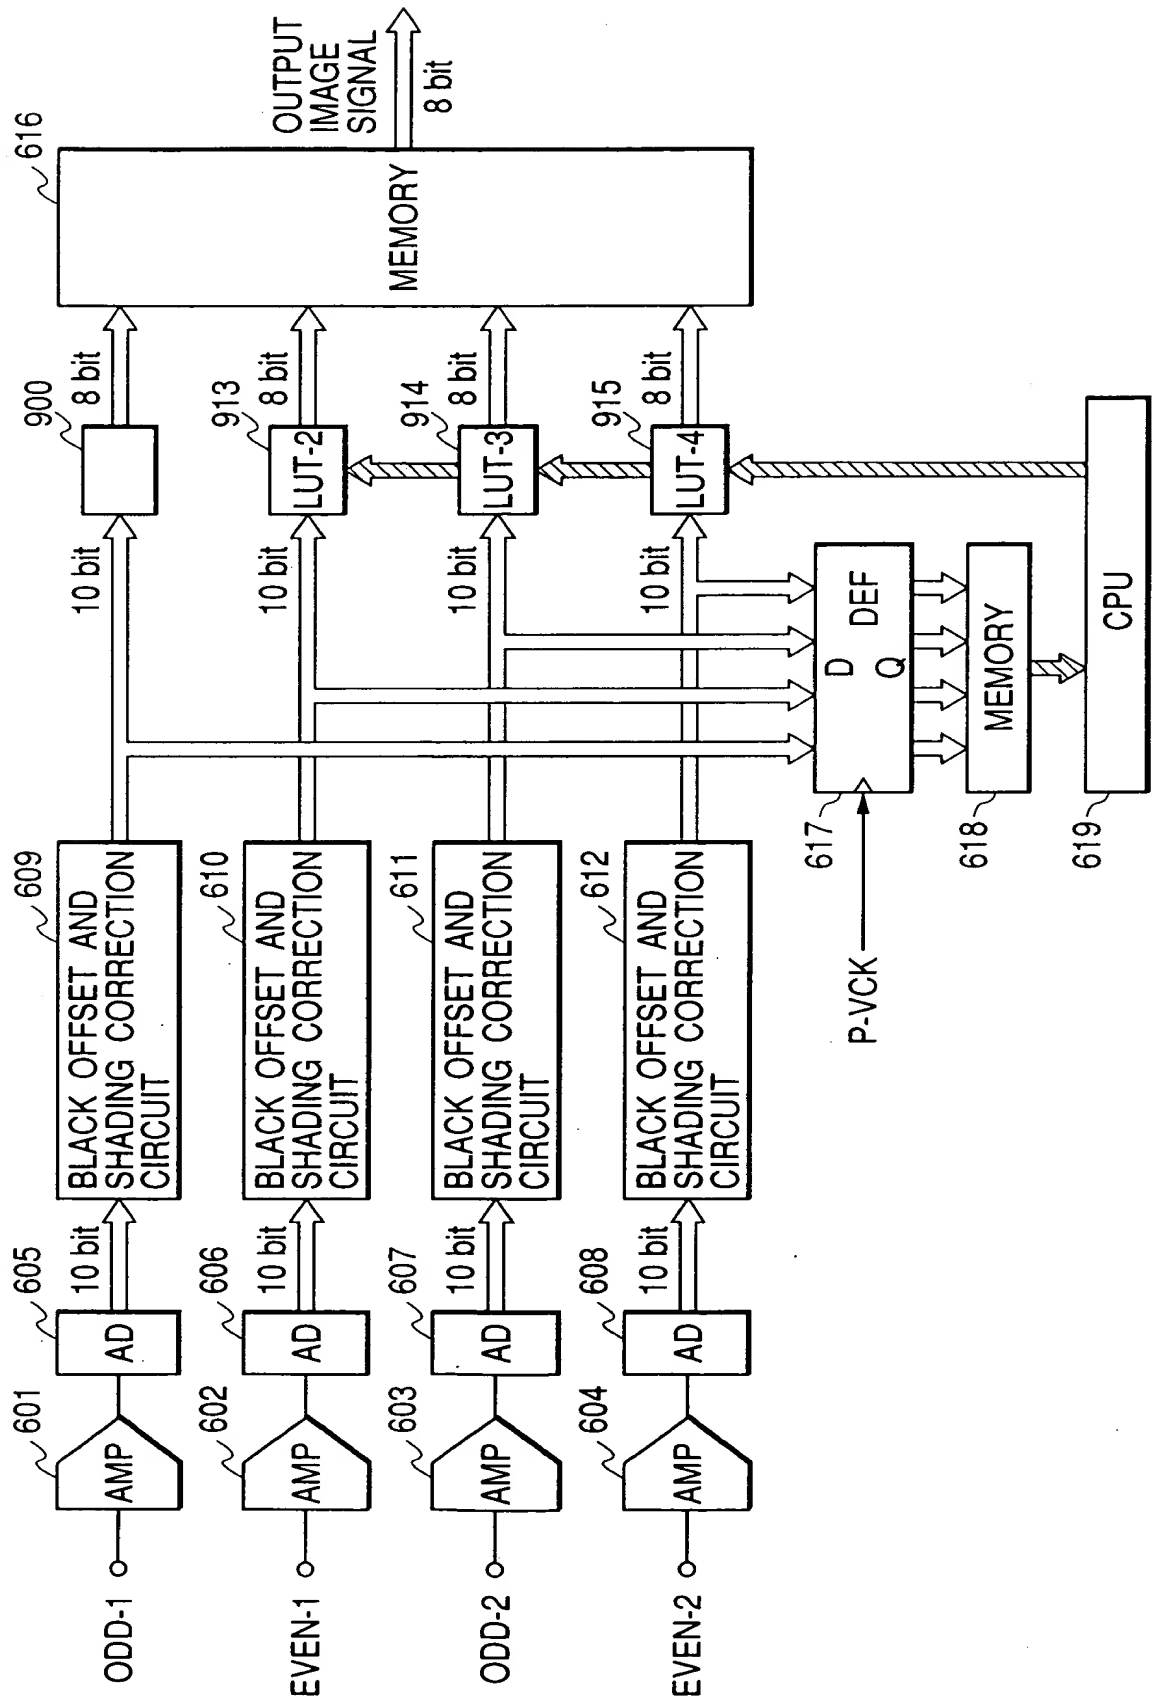 ODD-1
601
AMP
605
AD
10 bit
609
BLACK OFFSET AND
SHADING CORRECTION
CIRCUIT
10 bit
900
8 bit
616
MEMORY
OUTPUT
IMAGE
SIGNAL
8 bit
EVEN-1
602
AMP
606
AD
10 bit
610
BLACK OFFSET AND
SHADING CORRECTION
CIRCUIT
10 bit
913
LUT-2
8 bit
ODD-2
603
AMP
607
AD
10 bit
611
BLACK OFFSET AND
SHADING CORRECTION
CIRCUIT
10 bit
914
LUT-3
8 bit
EVEN-2
604
AMP
608
AD
10 bit
612
BLACK OFFSET AND
SHADING CORRECTION
CIRCUIT
10 bit
915
LUT-4
8 bit
P-VCK
617
D
DEF
Q
618
MEMORY
619
CPU